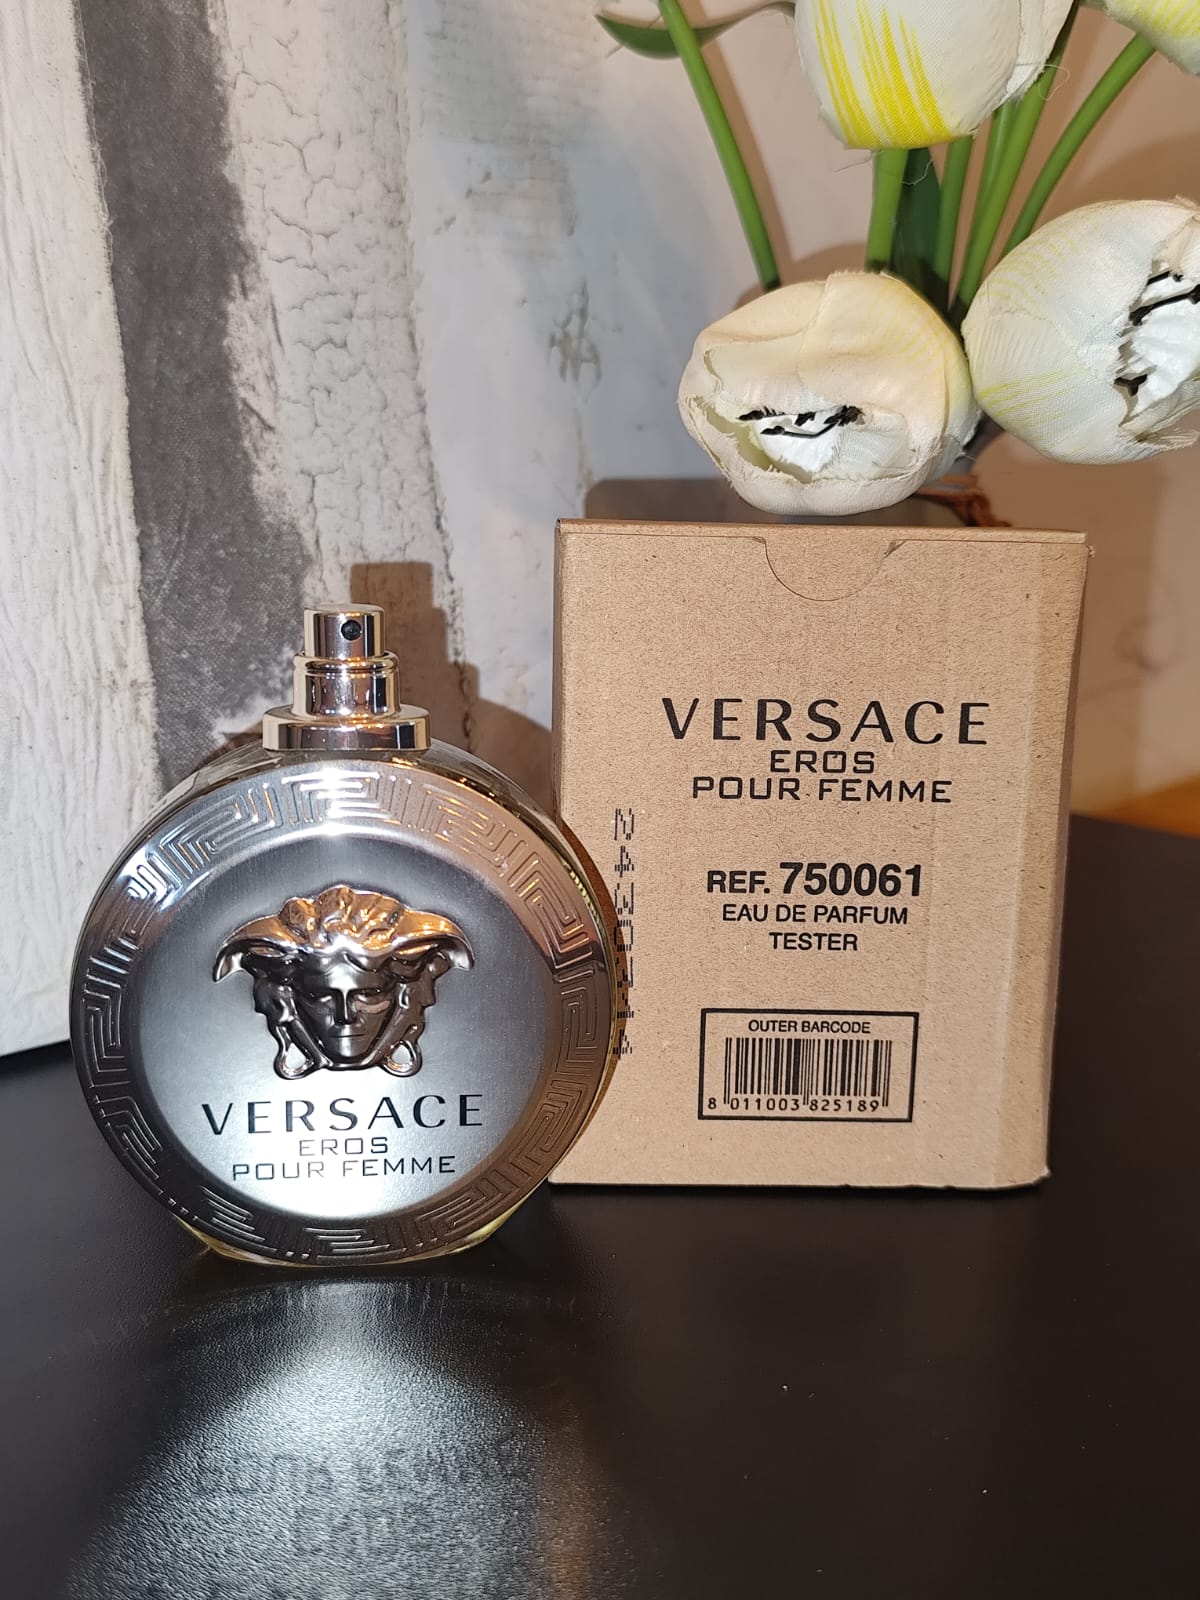 VERSACE
EROS
POUR FEMME
VERSACE
EROS
POUR FEMME
REF. 750061
EAU DE PARFUM
TESTER
OUTER BARCODE
8 011003 825189